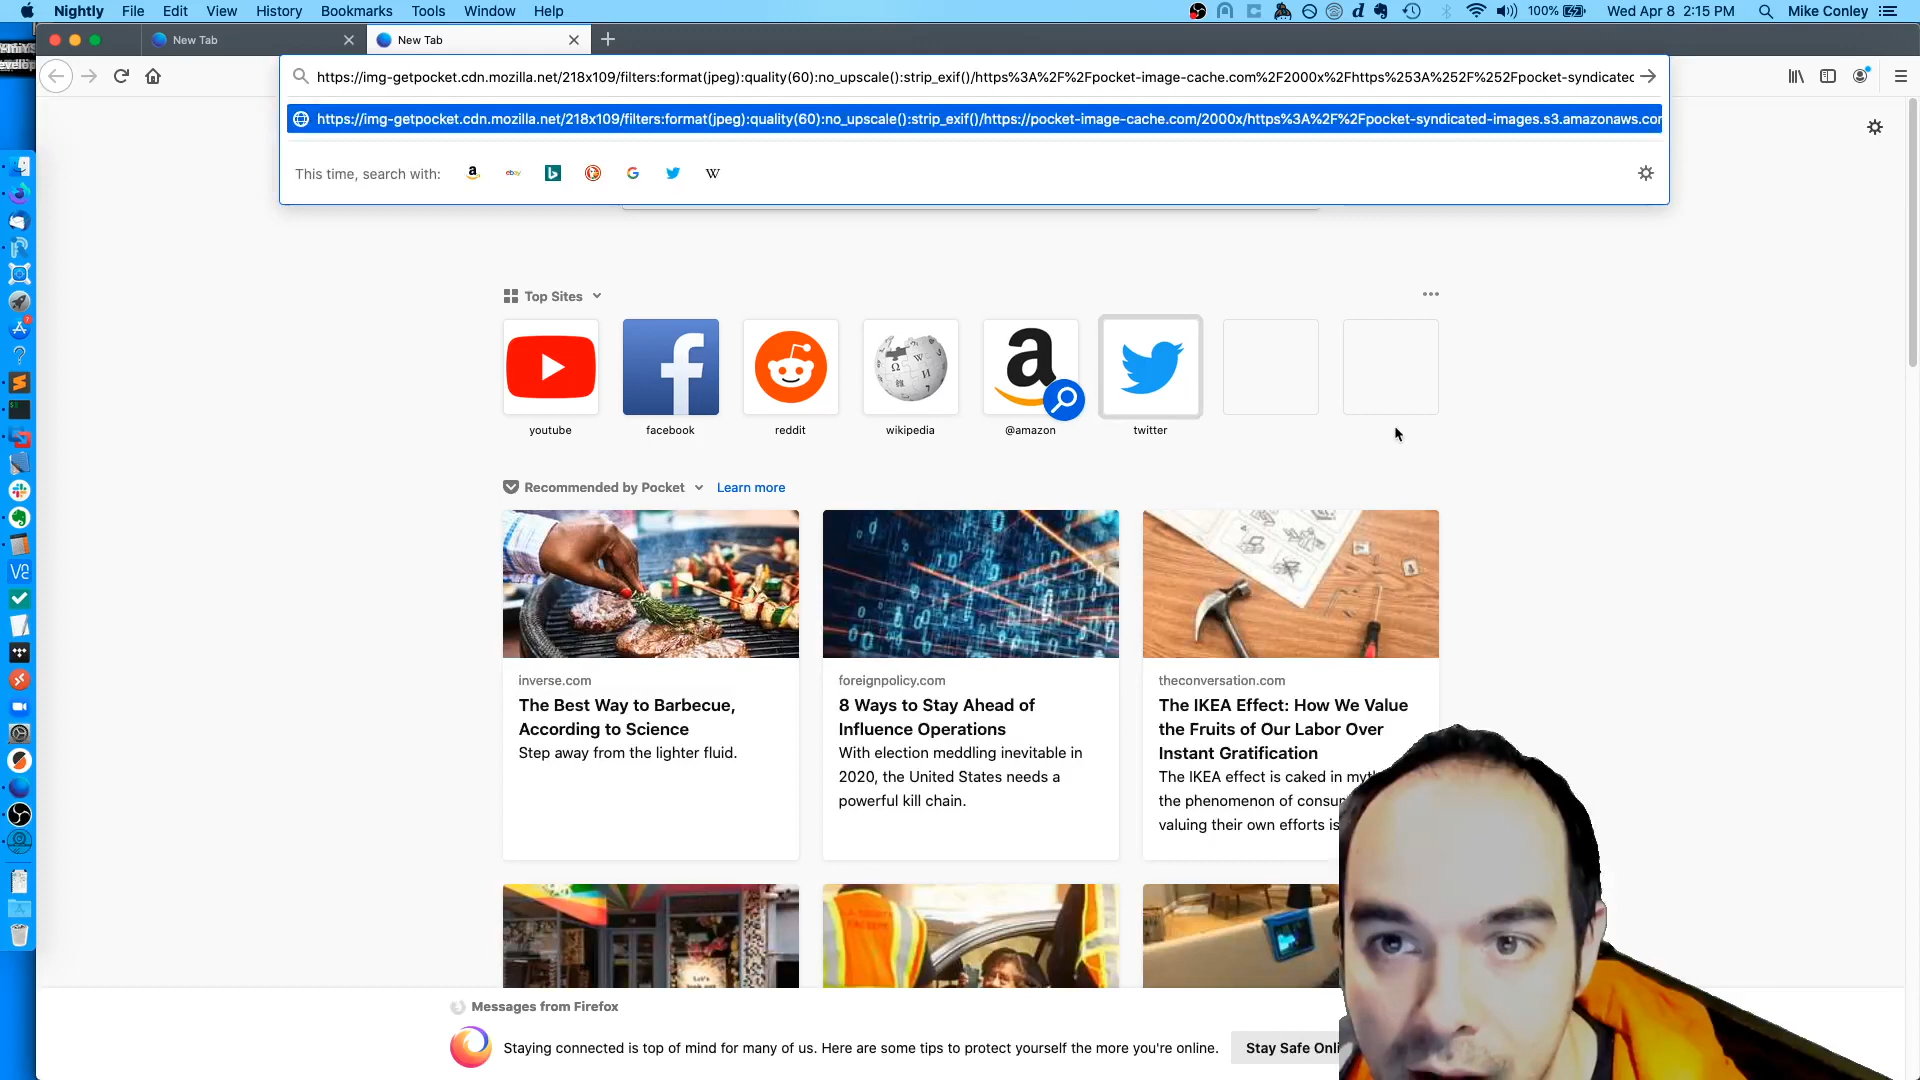 Nightly File Edit View History Bookmarks Tools Window Help 100% Wed Apr 8 2:15 PM Mike Conley
New Tab New Tab
https://img-getpocket.cdn.mozilla.net/218x109/filters:format(jpeg):quality(60):no_upscale():strip_exif()/https%3A%2F%2Fpocket-image-cache.com%2F2000x%2Fhttps%253A%252F%252Fpocket-syndicated
https://img-getpocket.cdn.mozilla.net/218x109/filters:format(jpeg):quality(60):no_upscale():strip_exif()/https://pocket-image-cache.com/2000x/https%3A%2F%2Fpocket-syndicated-images.s3.amazonaws.com
This time, search with:
Top Sites
youtube facebook reddit wikipedia @amazon twitter
Recommended by Pocket Learn more
inverse.com
The Best Way to Barbecue,
According to Science
Step away from the lighter fluid.
foreignpolicy.com
8 Ways to Stay Ahead of
Influence Operations
With election meddling inevitable in
2020, the United States needs a
powerful kill chain.
theconversation.com
The IKEA Effect: How We Value
the Fruits of Our Labor Over
Instant Gratification
The IKEA effect is caked in
the phenomenon of
valuing their own efforts is
Messages from Firefox
Staying connected is top of mind for many of us. Here are some tips to protect yourself the more you're online.
Stay Safe